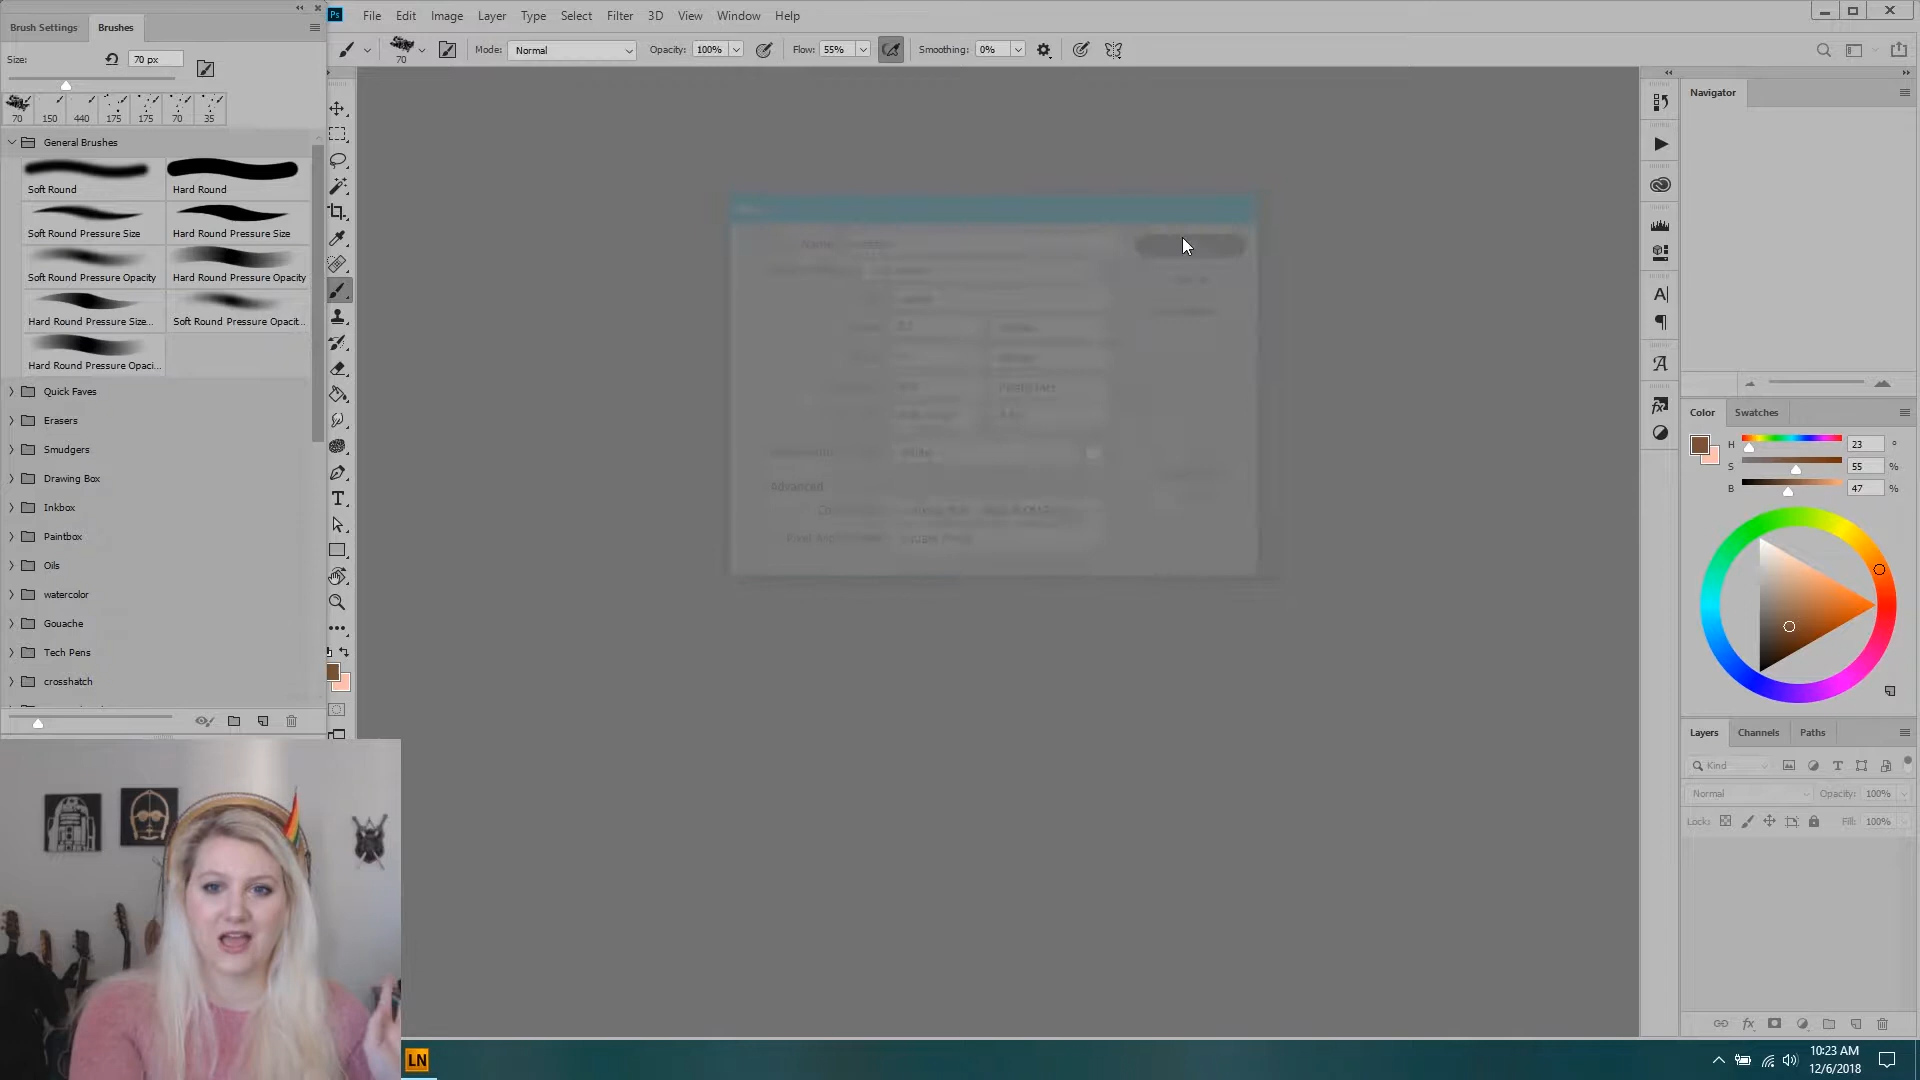 Brush Settings Brushes
Size: 70 px
70 150 440 175 175 70 35
General Brushes
Soft Round Hard Round
Soft Round Pressure Size Hard Round Pressure Size
Soft Round Pressure Opacity Hard Round Pressure Opacity
Hard Round Pressure Size... Soft Round Pressure Opacit...
Hard Round Pressure Opaci...
Quick Faves
Erasers
Smudgers
Drawing Box
Inkbox
Paintbox
Oils
watercolor
Gouache
Tech Pens
crosshatch
Ps File Edit Image Layer Type Select Filter 3D View Window Help
70 Mode: Normal Opacity: 100% Flow: 55% Smoothing: 0%
Name:
Advanced
Navigator
Color Swatches
H 23 °
S 55 %
B 47 %
Layers Channels Paths
Kind
Normal Opacity: 100%
Lock: Fill: 100%
LN
10:23 AM
12/6/2018